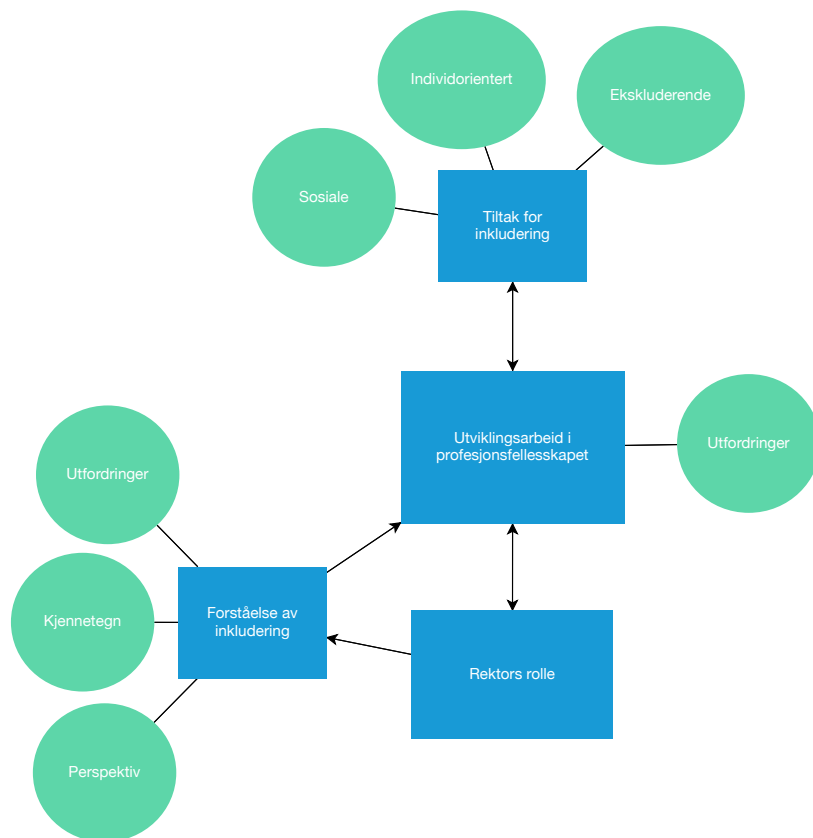 Individorientert
Ekskluderende
Sosiale
Tiltak for
inkludering
Utviklingsarbeid i
profesjonsfellesskapet
Utfordringer
Utfordringer
Kjennetegn
Forståelse av
inkludering
Rektors rolle
Perspektiv